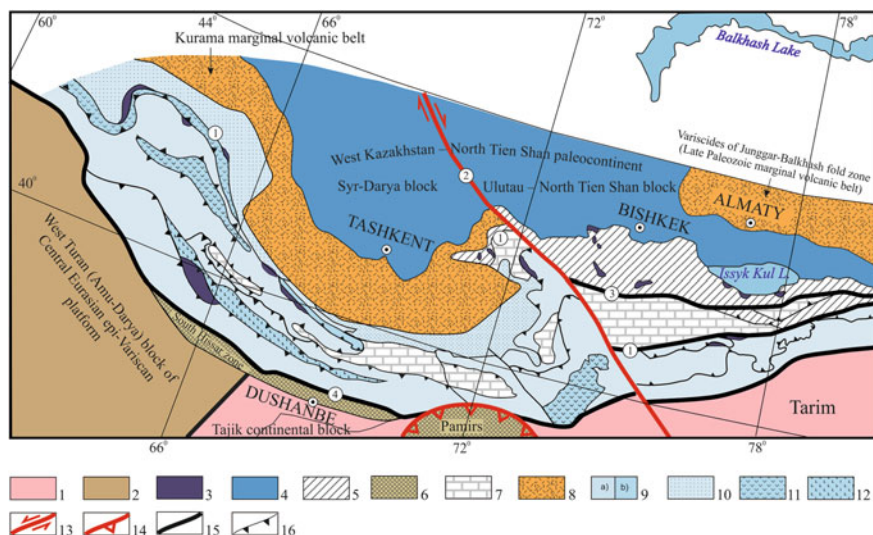 60°
44°
66°
72°
78°
Kurama marginal volcanic belt
Balkhash Lake
Variscides of Junggar-Balkhash fold zone
(Late Paleozoic marginal volcanic belt)
1
West Kazakhstan – North Tien Shan paleocontinent
2
Syr-Darya block
Ulutau – North Tien Shan block
ALMATY
40°
TASHKENT
1
BISHKEK
Issyk Kul L.
3
West Turan (Amu-Darya) block of
Central Eurasian epi-Variscan
platform
South Hissar zone
1
4
DUSHANBE
Tajik continental block
Pamirs
Tarim
66°
72°
78°
1 2 3 4 5 6 7 8 a) b) 9 10 11 12
13 14 15 16